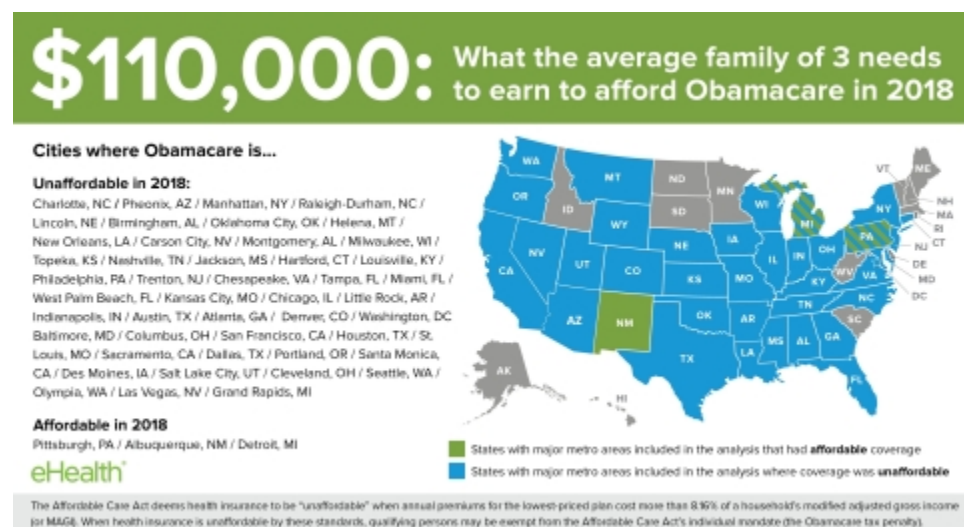 $110,000:
What the average family of 3 needs
to earn to afford Obamacare in 2018
Cities where Obamacare is...
Unaffordable in 2018:
Charlotte, NC / Pheonix, AZ / Manhattan, NY / Raleigh-Durham, NC /
Lincoln, NE / Birmingham, AL / Oklahoma City, OK / Helena, MT /
New Orleans, LA / Carson City, NV / Montgomery, AL / Milwaukee, WI /
Topeka, KS / Nashville, TN / Jackson, MS / Hartford, CT / Louisville, KY /
Philadelphia, PA / Trenton, NJ / Chesapeake, VA / Tampa, FL / Miami, FL /
West Palm Beach, FL / Kansas City, MO / Chicago, IL / Little Rock, AR /
Indianapolis, IN / Austin, TX / Atlanta, GA / Denver, CO / Washington, DC
Baltimore, MD / Columbus, OH / San Francisco, CA / Houston, TX / St.
Louis, MO / Sacramento, CA / Dallas, TX / Portland, OR / Santa Monica,
CA / Des Moines, IA / Salt Lake City, UT / Cleveland, OH / Seattle, WA /
Olympia, WA / Las Vegas, NV / Grand Rapids, MI
Affordable in 2018
Pittsburgh, PA / Albuquerque, NM / Detroit, MI
eHealth®
WA
MT
ND
MN
VT
ME
OR
ID
WY
SD
WI
MI
NY
NH
MA
RI
CT
NV
UT
CO
NE
IA
IL
IN
OH
PA
NJ
DE
MD
DC
CA
KS
MO
KY
WV
VA
AZ
NM
OK
AR
TN
NC
SC
TX
LA
MS
AL
GA
FL
AK
HI
States with major metro areas included in the analysis that had affordable coverage
States with major metro areas included in the analysis where coverage was unaffordable
The Affordable Care Act deems health insurance to be "unaffordable" when annual premiums for the lowest-priced plan cost more than 8.16% of a household's modified adjusted gross income
(or MAGI). When health insurance is unaffordable by these standards, qualifying persons may be exempt from the Affordable Care Act's individual mandate (the Obamacare tax penalty).